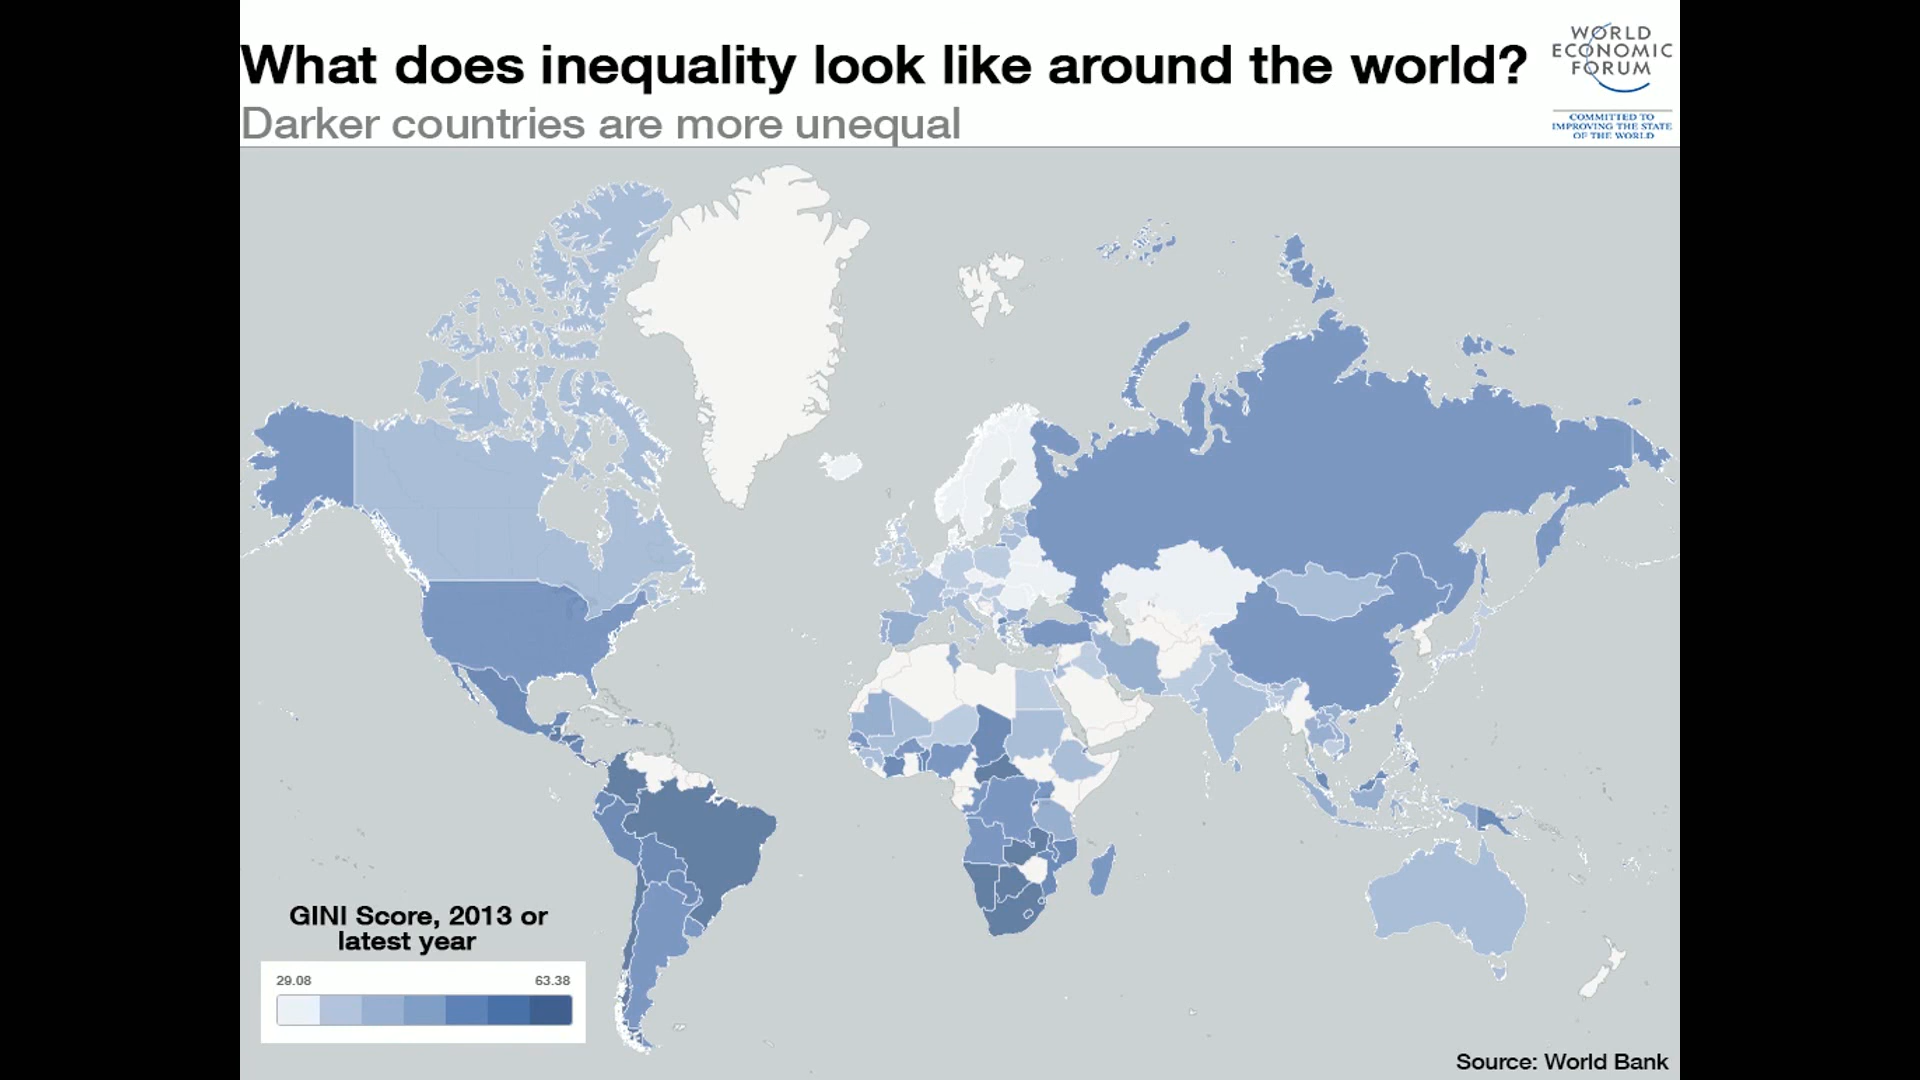 What does inequality look like around the world?
Darker countries are more unequal
WORLD
ECONOMIC
FORUM
COMMITTED TO
IMPROVING THE STATE
OF THE WORLD
GINI Score, 2013 or
latest year
29.08 63.38
Source: World Bank